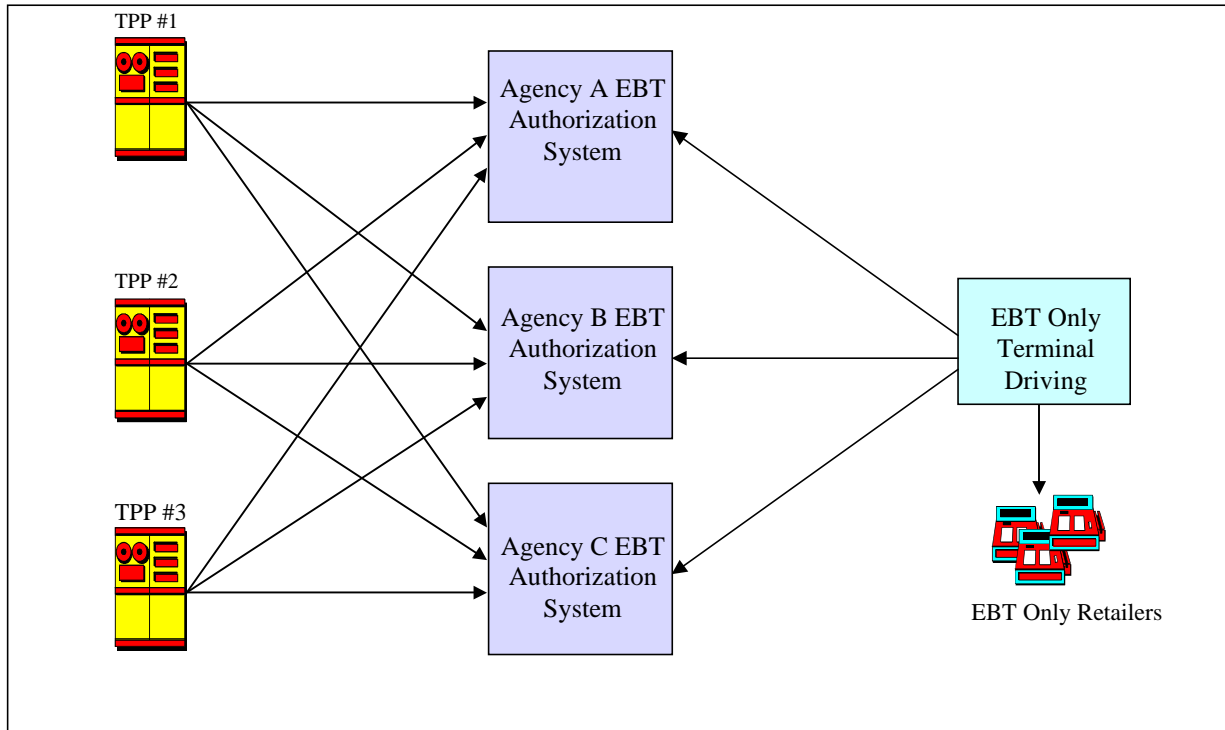 TPP #1
Agency A EBT
Authorization
System
TPP #2
Agency B EBT
Authorization
System
EBT Only
Terminal
Driving
TPP #3
Agency C EBT
Authorization
System
EBT Only Retailers